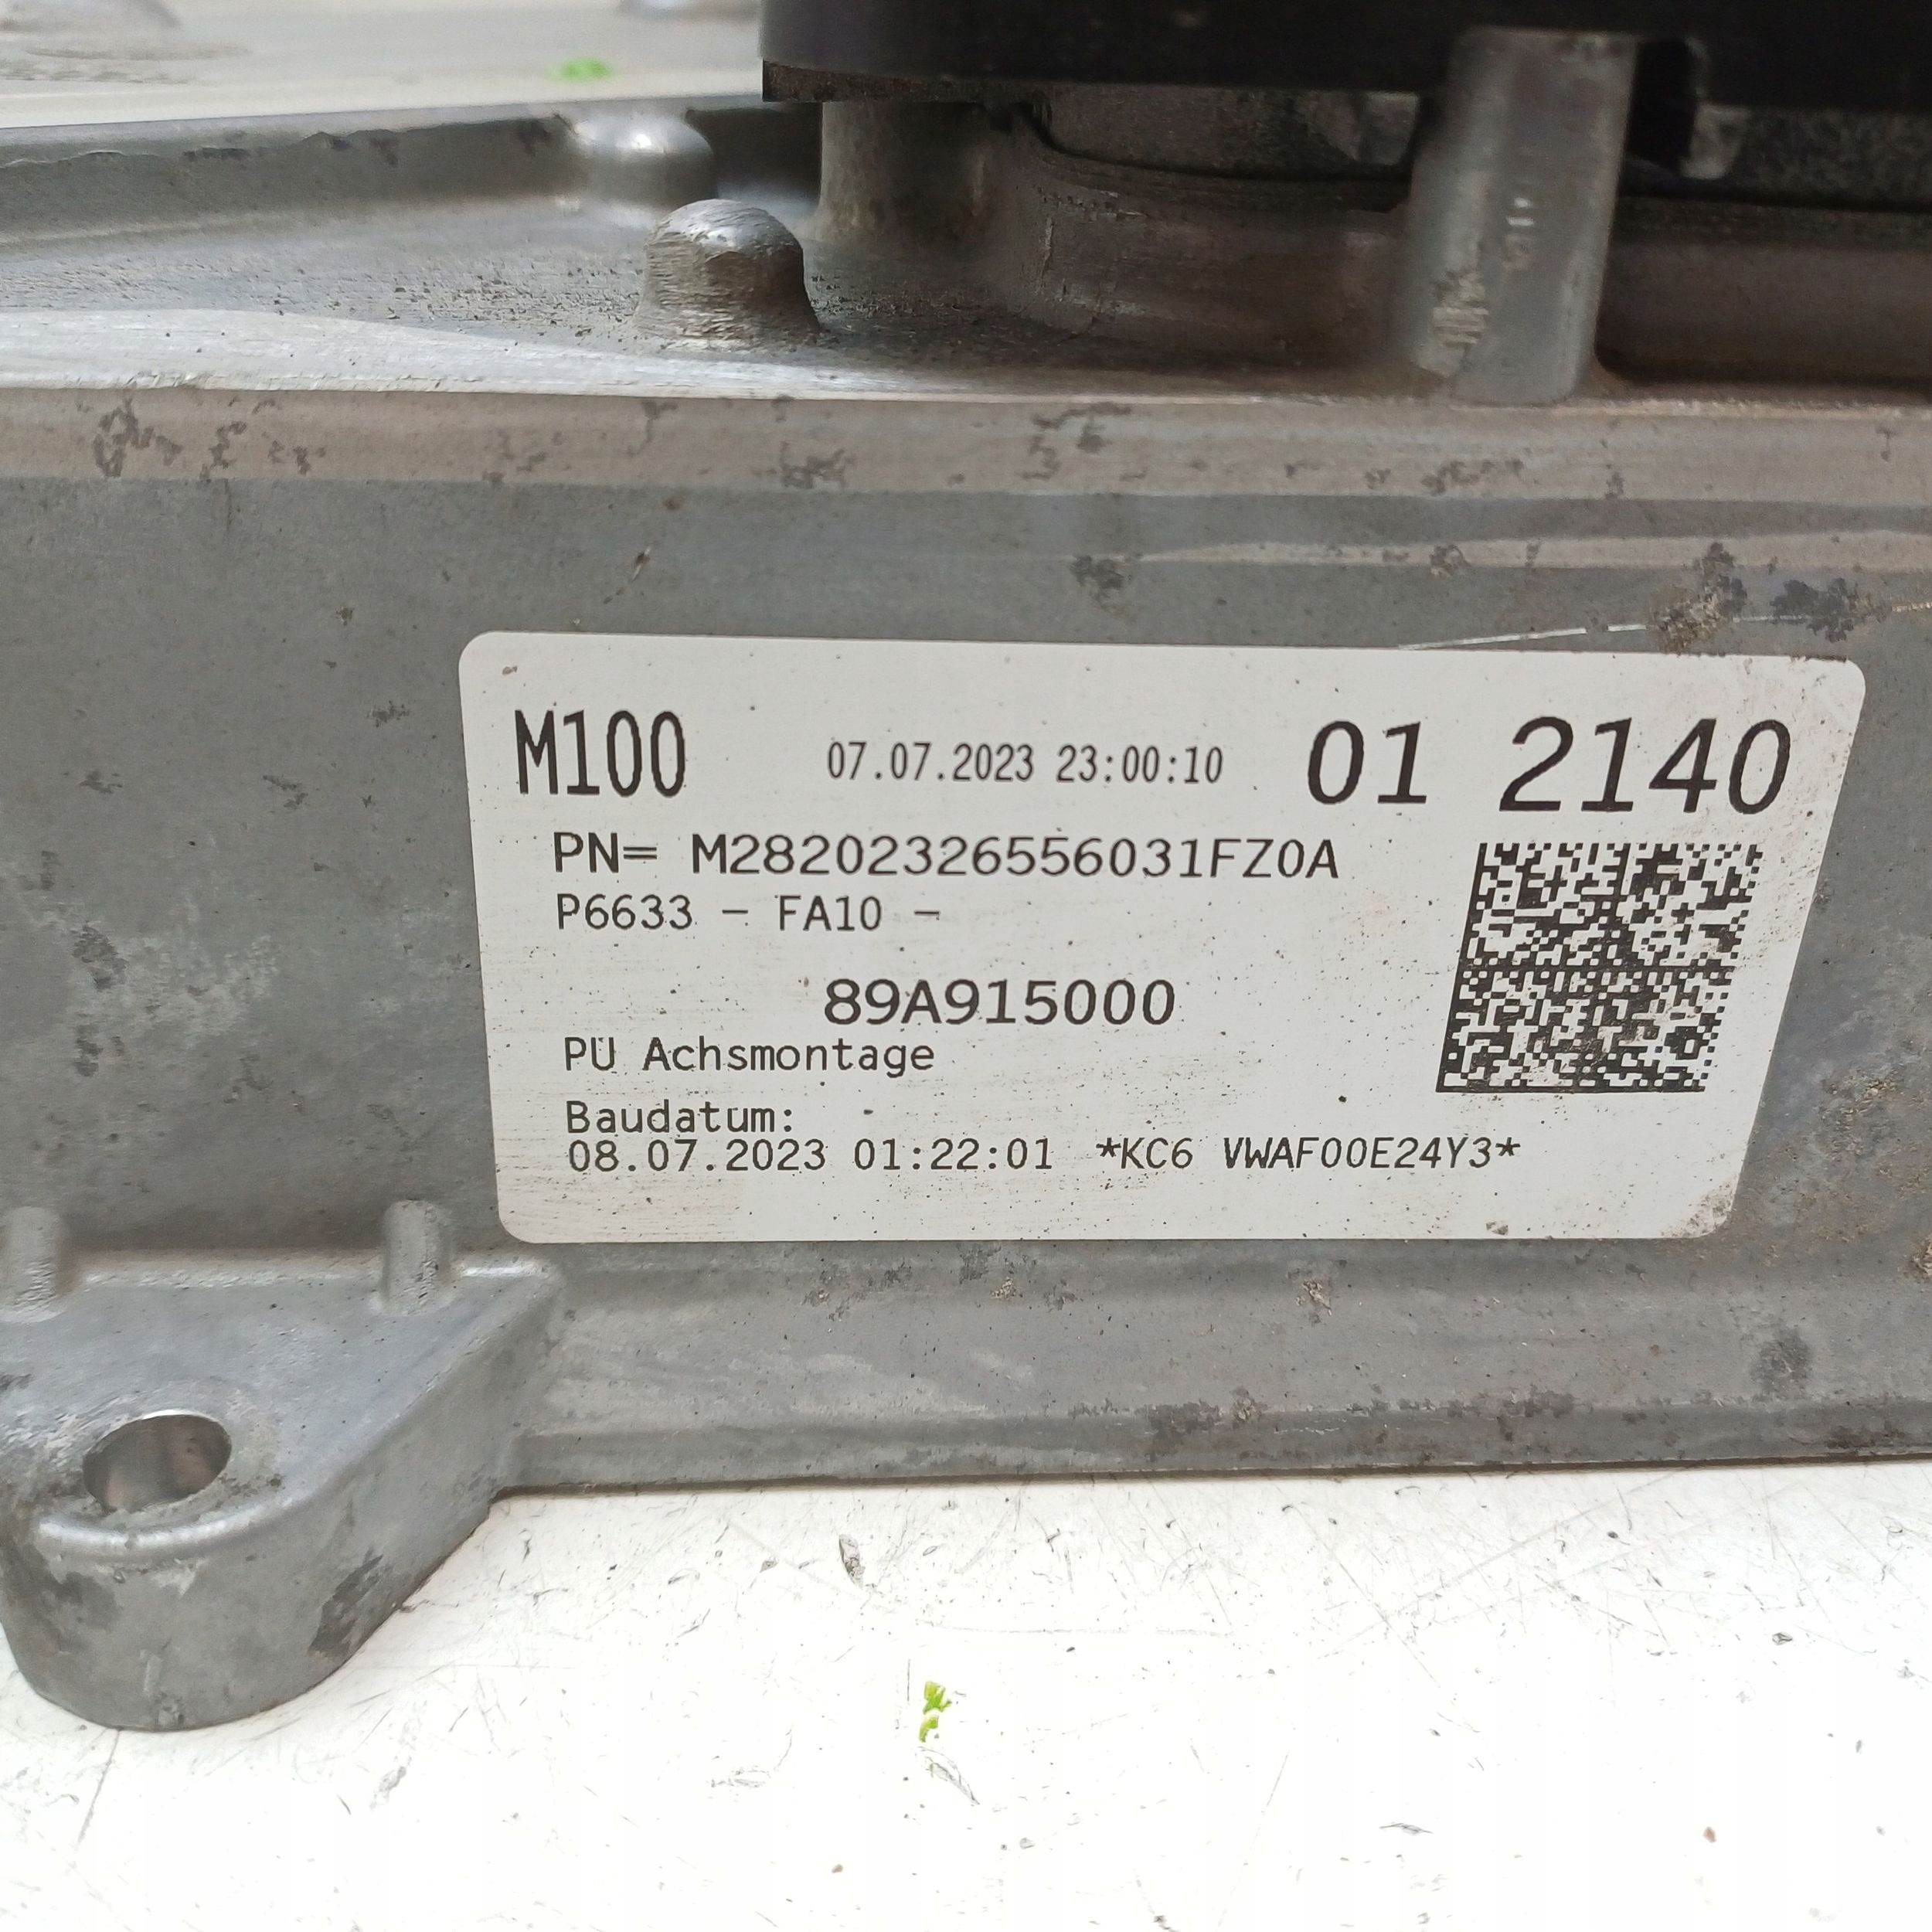 M100 07.07.2023 23:00:10 01 2140
PN= M28202326556031FZ0A
P6633 - FA10 -
89A915000
PU Achsmontage
Baudatum: -
08.07.2023 01:22:01 *KC6 VWAF00E24Y3*